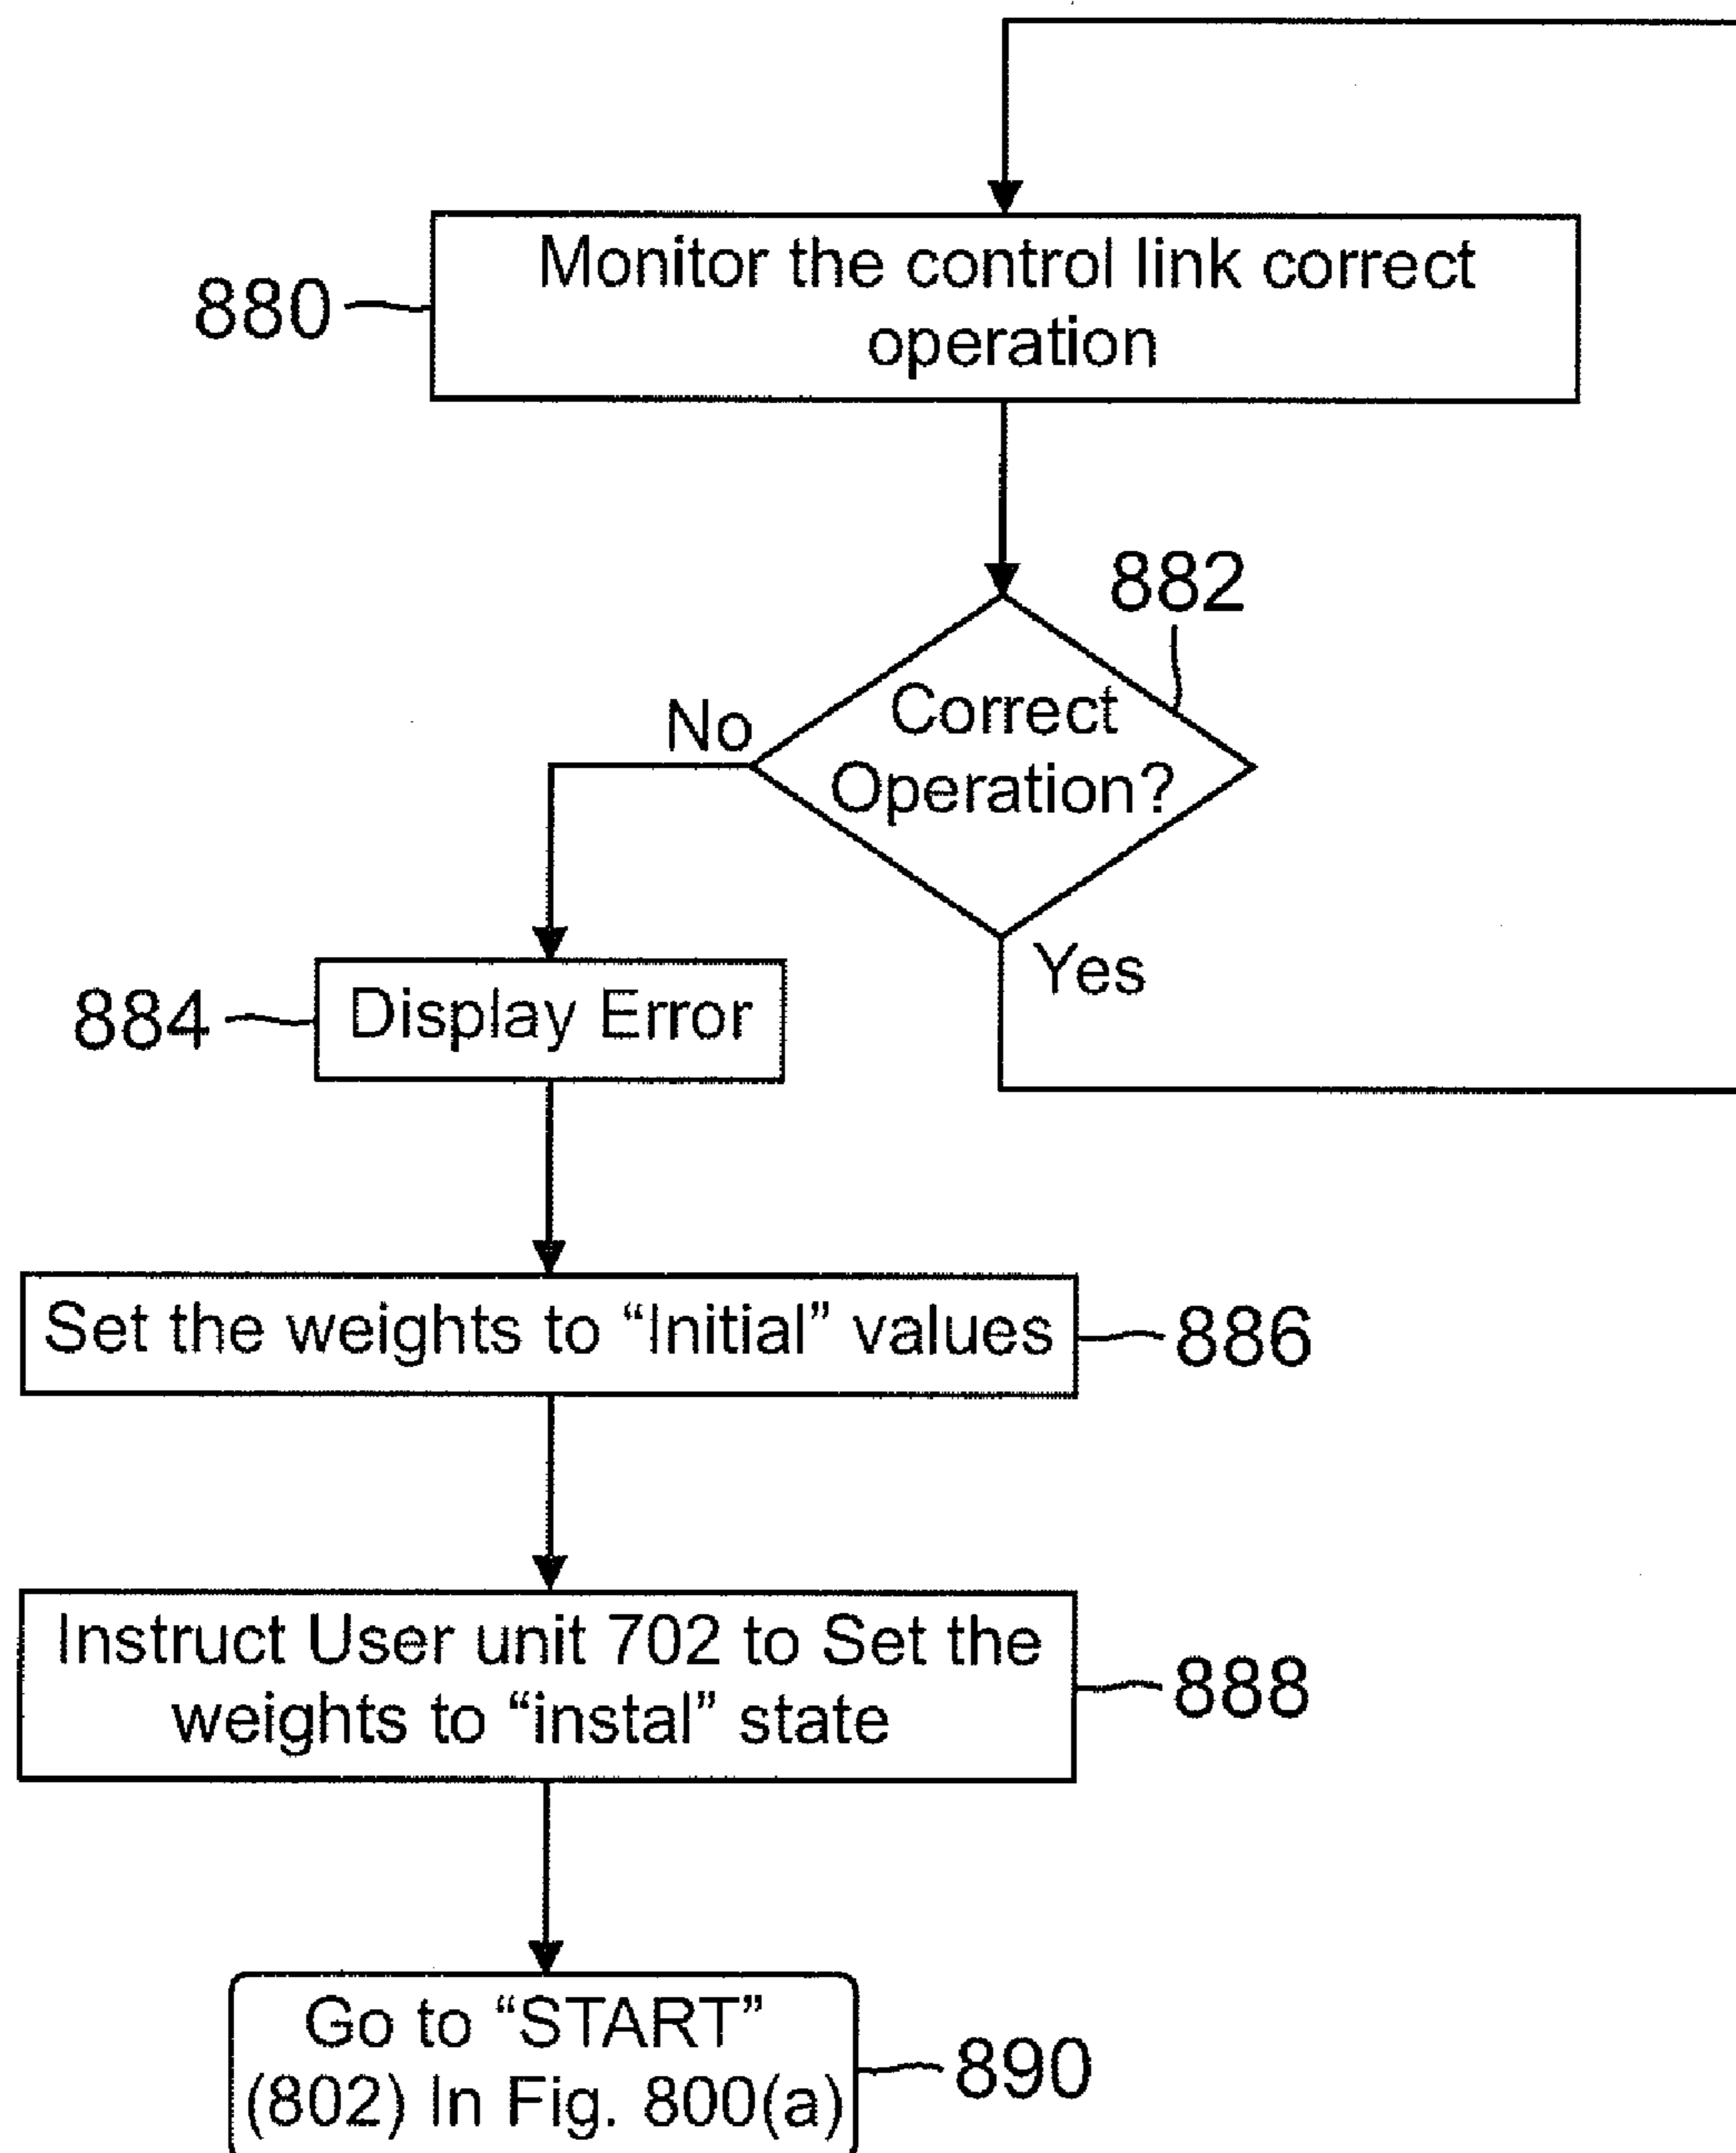 Monitor the control link correct
operation
880
882
Correct
Operation?
No
Yes
884
Display Error
Set the weights to “Initial” values
886
Instruct User unit 702 to Set the
weights to “instal” state
888
Go to “START”
(802) In Fig. 800(a)
890